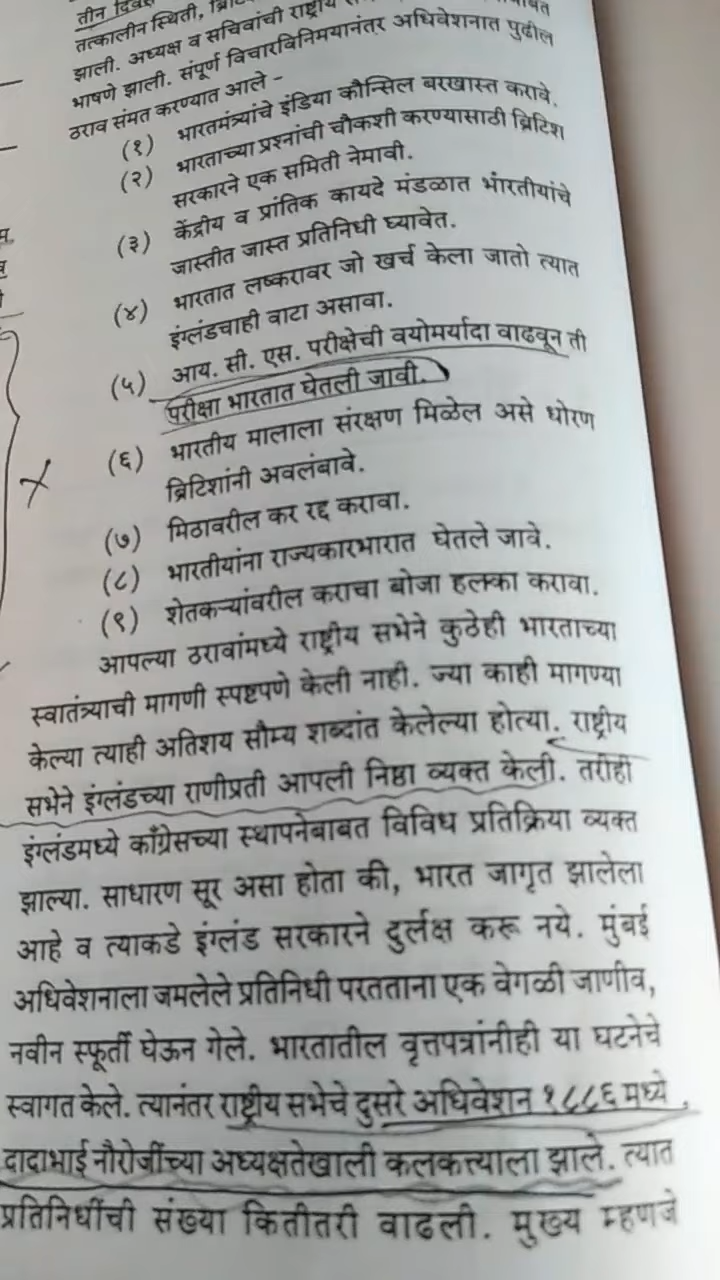 तीन दिवस
तत्कालीन स्थिती,
झाली. अध्यक्ष व सचिवांची राष्ट्रीय
भाषणे झाली. संपूर्ण विचारविनिमयानंतर अधिवेशनात पुढील
ठराव संमत करण्यात आले -
(१) भारतमंत्र्यांचे इंडिया कौन्सिल बरखास्त करावे.
(२) भारताच्या प्रश्नांची चौकशी करण्यासाठी ब्रिटिश
सरकारने एक समिती नेमावी.
(३) केंद्रीय व प्रांतिक कायदे मंडळात भारतीयांचे
जास्तीत जास्त प्रतिनिधी घ्यावेत.
(४) भारतात लष्करावर जो खर्च केला जातो त्यात
इंग्लंडचाही वाटा असावा.
(५) आय. सी. एस. परीक्षेची वयोमर्यादा वाढवून ती
परीक्षा भारतात घेतली जावी.
(६) भारतीय मालाला संरक्षण मिळेल असे धोरण
ब्रिटिशांनी अवलंबावे.
(७) मिठावरील कर रद्द करावा.
(८) भारतीयांना राज्यकारभारात घेतले जावे.
(९) शेतकऱ्यांवरील कराचा बोजा हलका करावा.
आपल्या ठरावांमध्ये राष्ट्रीय सभेने कुठेही भारताच्या
स्वातंत्र्याची मागणी स्पष्टपणे केली नाही. ज्या काही मागण्या
केल्या त्याही अतिशय सौम्य शब्दांत केलेल्या होत्या. राष्ट्रीय
सभेने इंग्लंडच्या राणीप्रती आपली निष्ठा व्यक्त केली. तरीही
इंग्लंडमध्ये काँग्रेसच्या स्थापनेबाबत विविध प्रतिक्रिया व्यक्त
झाल्या. साधारण सूर असा होता की, भारत जागृत झालेला
आहे व त्याकडे इंग्लंड सरकारने दुर्लक्ष करू नये. मुंबई
अधिवेशनाला जमलेले प्रतिनिधी परतताना एक वेगळी जाणीव,
नवीन स्फूर्ती घेऊन गेले. भारतातील वृत्तपत्रांनीही या घटनेचे
स्वागत केले. त्यानंतर राष्ट्रीय सभेचे दुसरे अधिवेशन १८८६ मध्ये
दादाभाई नौरोजींच्या अध्यक्षतेखाली कलकत्त्याला झाले. त्यात
प्रतिनिधींची संख्या कितीतरी वाढली. मुख्य म्हणजे